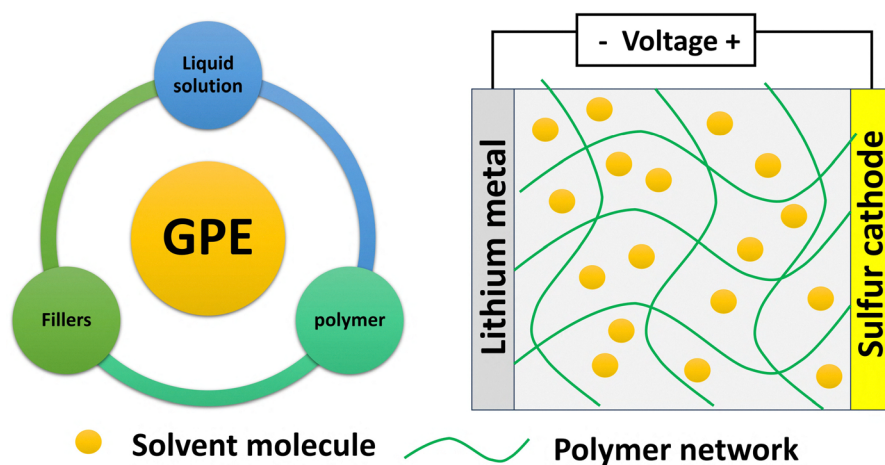 Liquid
solution
GPE
Fillers
polymer
- Voltage +
Lithium metal
Sulfur cathode
Solvent molecule
Polymer network